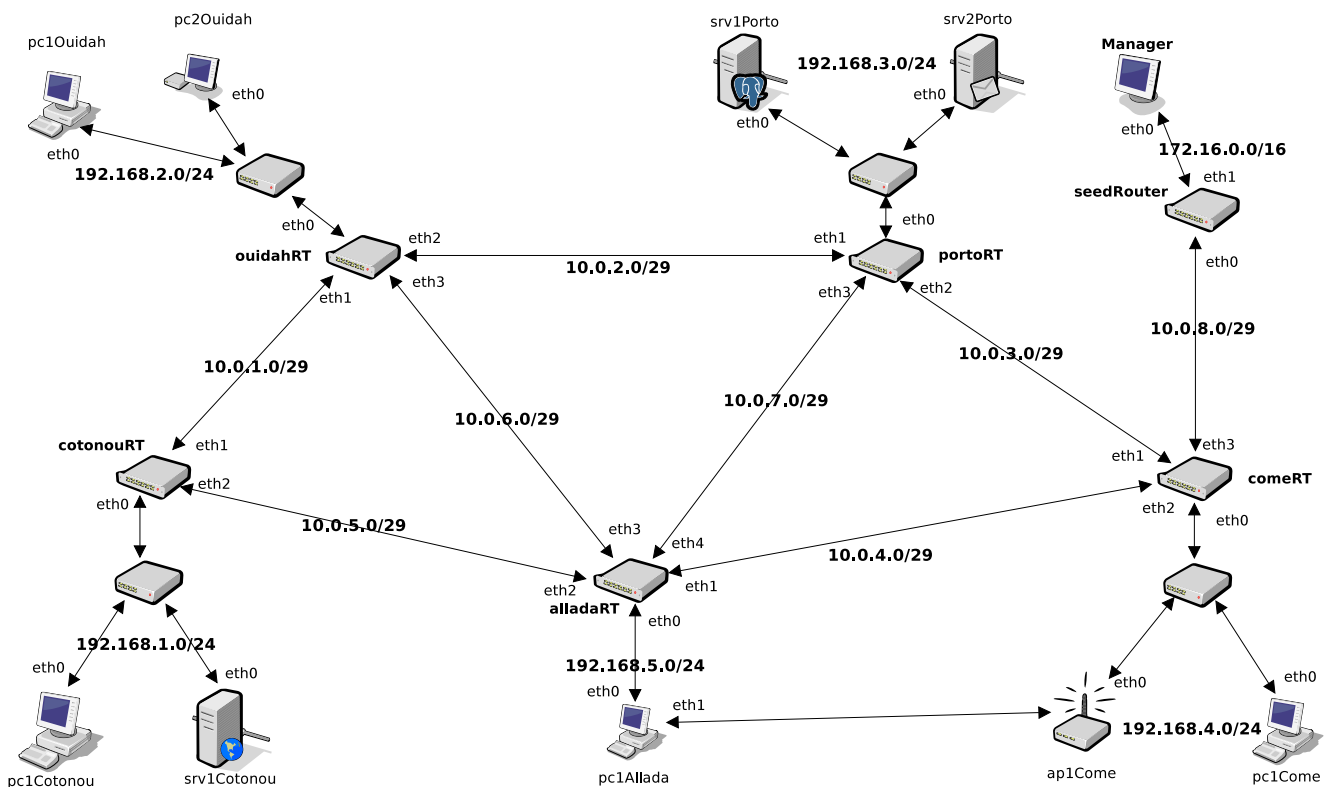 pc2Ouidah
srv1Porto
srv2Porto
pc1Ouidah
Manager
192.168.3.0/24
eth0
eth0
eth0
eth0
eth0
172.16.0.0/16
192.168.2.0/24
eth1
seedRouter
eth0
eth0
eth2
eth1
ouidahRT
portoRT
10.0.2.0/29
eth0
eth3
eth3
eth2
eth1
10.0.8.0/29
10.0.3.0/29
10.0.1.0/29
10.0.7.0/29
10.0.6.0/29
cotonouRT
eth1
eth3
eth1
comeRT
eth2
eth0
eth2
eth0
10.0.5.0/29
eth3
eth4
10.0.4.0/29
eth2
eth1
alladaRT
eth0
192.168.1.0/24
192.168.5.0/24
eth0
eth0
eth0
eth0
eth0
eth1
192.168.4.0/24
pc1Cotonou
srv1Cotonou
pc1Allada
ap1Come
pc1Come